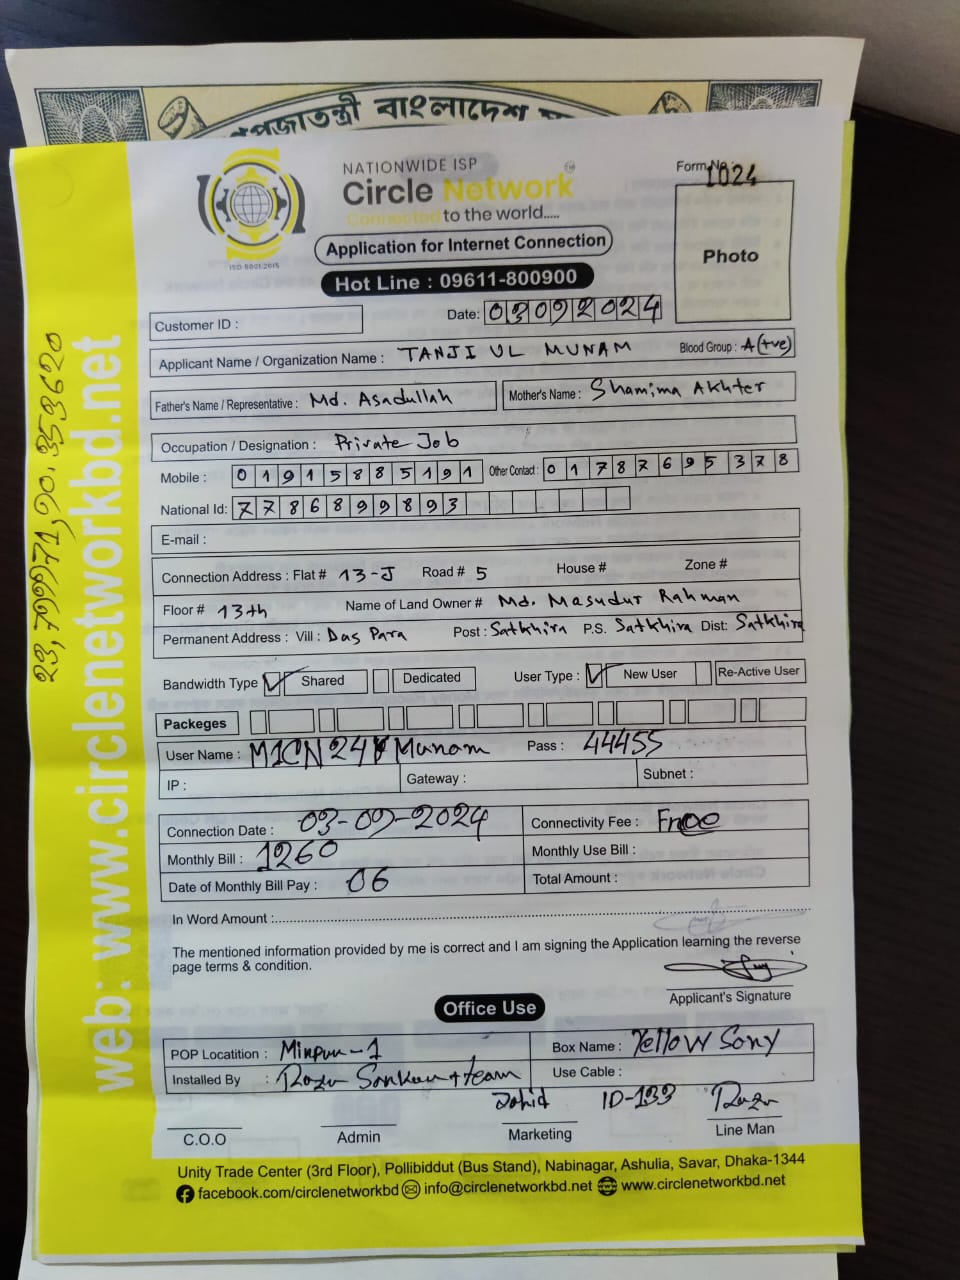 প্রজাতন্ত্রী বাংলাদেশ
NATIONWIDE ISP
Circle Network
Connected to the world.....
ISO 9001:2015
Application for Internet Connection
Hot Line : 09611-800900
Form No: 1024
Photo
Date: 03092024
Customer ID :
Applicant Name / Organization Name : TANJI UL MUNAM Blood Group : A(+ve)
Father's Name / Representative : Md. Asadullah Mother's Name : Shamima Akhter
Occupation / Designation : Private Job
Mobile : 01915885191 Other Contact : 01787695378
National Id: 7786899893
E-mail :
Connection Address : Flat # 13-J Road # 5 House # Zone #
Floor # 13th Name of Land Owner # Md. Masudur Rahman
Permanent Address : Vill : Das Para Post : Satkhira P.S. Satkhira Dist: Satkhira
Bandwidth Type Shared Dedicated User Type : New User Re-Active User
Packeges
User Name : M1CN24 Munam Pass : 44455
IP : Gateway : Subnet :
Connection Date : 03-09-2024 Connectivity Fee : Free
Monthly Bill : 1260 Monthly Use Bill :
Date of Monthly Bill Pay : 06 Total Amount :
In Word Amount :
The mentioned information provided by me is correct and I am signing the Application learning the reverse
page terms & condition.
Applicant's Signature
Office Use
POP Locatition : Mirpur-1 Box Name : Yellow Sony
Installed By : team Use Cable :
Jahid ID-133
C.O.O Admin Marketing Line Man
Unity Trade Center (3rd Floor), Pollibiddut (Bus Stand), Nabinagar, Ashulia, Savar, Dhaka-1344
facebook.com/circlenetworkbd info@circlenetworkbd.net www.circlenetworkbd.net
web: www.circlenetworkbd.net